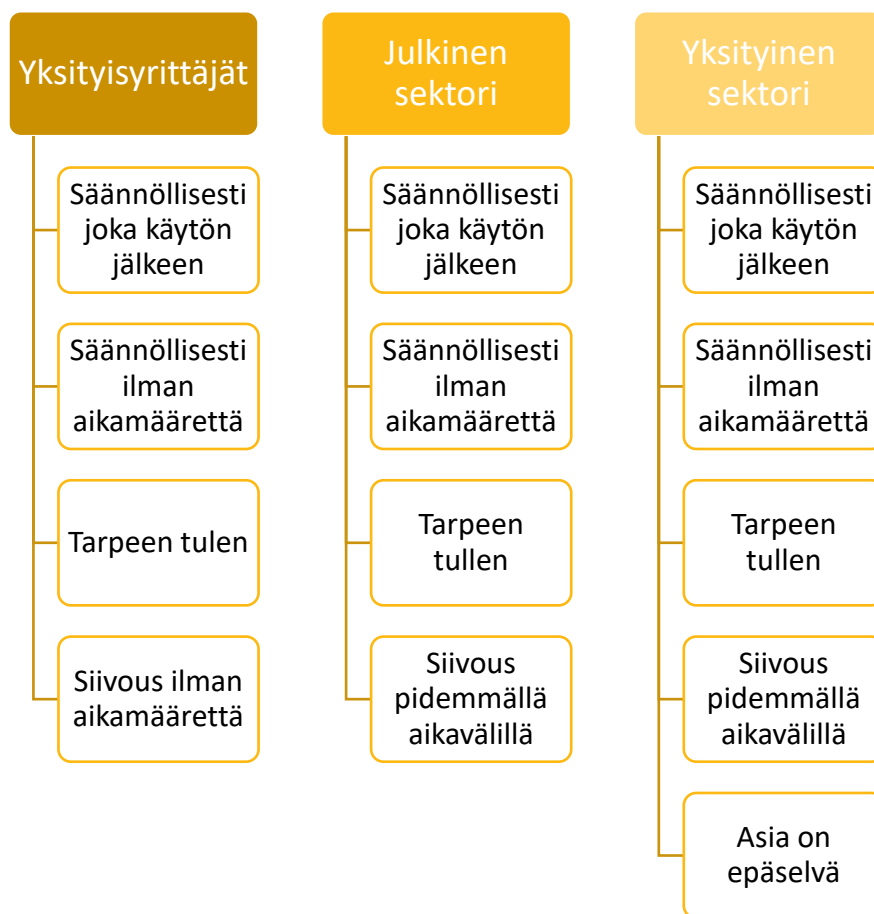 Yksityisyrittäjät
Säännöllisesti
joka käytön
jälkeen
Säännöllisesti
ilman
aikamäärettä
Tarpeen tulen
Siivous ilman
aikamäärettä
Julkinen
sektori
Säännöllisesti
joka käytön
jälkeen
Säännöllisesti
ilman
aikamäärettä
Tarpeen
tullen
Siivous
pidemmällä
aikavälillä
Yksityinen
sektori
Säännöllisesti
joka käytön
jälkeen
Säännöllisesti
ilman
aikamäärettä
Tarpeen
tullen
Siivous
pidemmällä
aikavälillä
Asia on
epäselvä